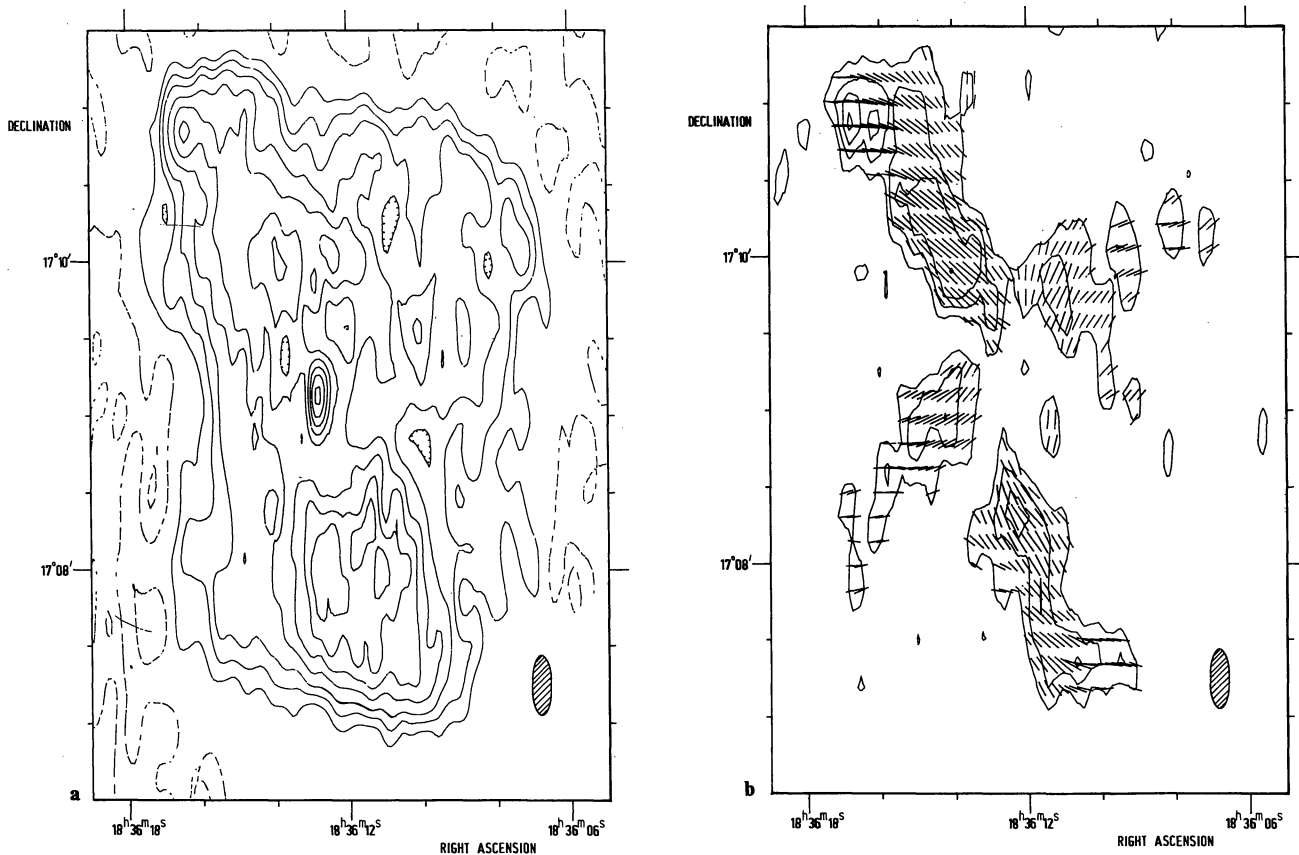 DECLINATION
17°10'
17°08'
a
18ʰ36ᵐ18ˢ
18ʰ36ᵐ12ˢ
18ʰ36ᵐ06ˢ
RIGHT ASCENSION
DECLINATION
17°10'
17°08'
b
18ʰ36ᵐ18ˢ
18ʰ36ᵐ12ˢ
18ʰ36ᵐ06ˢ
RIGHT ASCENSION